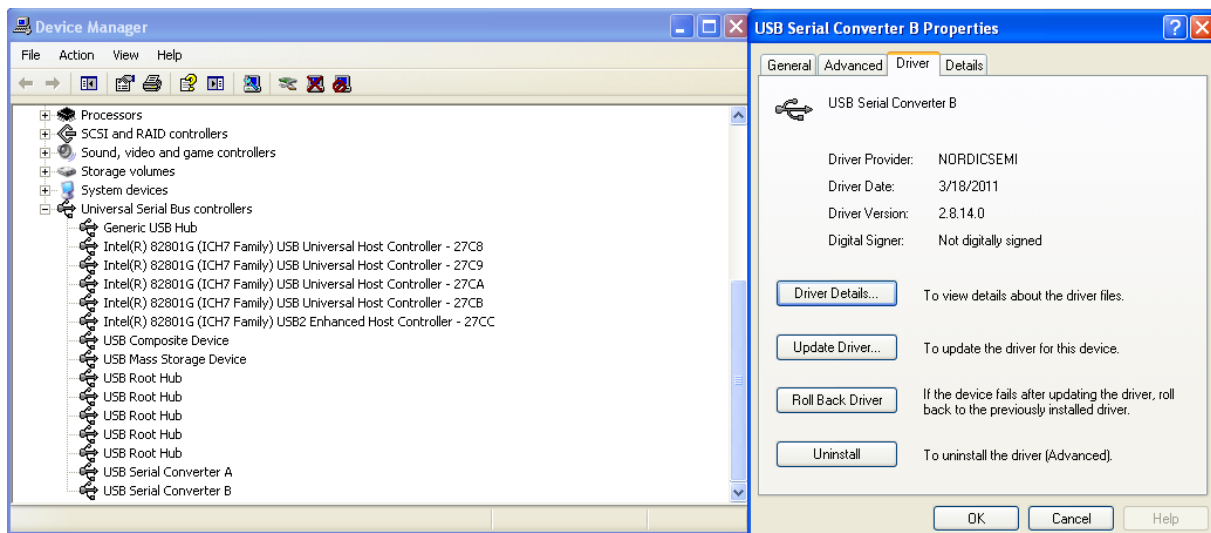 Device Manager
File Action View Help
Processors
SCSI and RAID controllers
Sound, video and game controllers
Storage volumes
System devices
Universal Serial Bus controllers
Generic USB Hub
Intel(R) 82801G (ICH7 Family) USB Universal Host Controller - 27C8
Intel(R) 82801G (ICH7 Family) USB Universal Host Controller - 27C9
Intel(R) 82801G (ICH7 Family) USB Universal Host Controller - 27CA
Intel(R) 82801G (ICH7 Family) USB Universal Host Controller - 27CB
Intel(R) 82801G (ICH7 Family) USB2 Enhanced Host Controller - 27CC
USB Composite Device
USB Mass Storage Device
USB Root Hub
USB Root Hub
USB Root Hub
USB Root Hub
USB Root Hub
USB Serial Converter A
USB Serial Converter B
USB Serial Converter B Properties
General Advanced Driver Details
USB Serial Converter B
Driver Provider: NORDICSEMI
Driver Date: 3/18/2011
Driver Version: 2.8.14.0
Digital Signer: Not digitally signed
Driver Details... To view details about the driver files.
Update Driver... To update the driver for this device.
Roll Back Driver If the device fails after updating the driver, roll
back to the previously installed driver.
Uninstall To uninstall the driver (Advanced).
OK Cancel Help